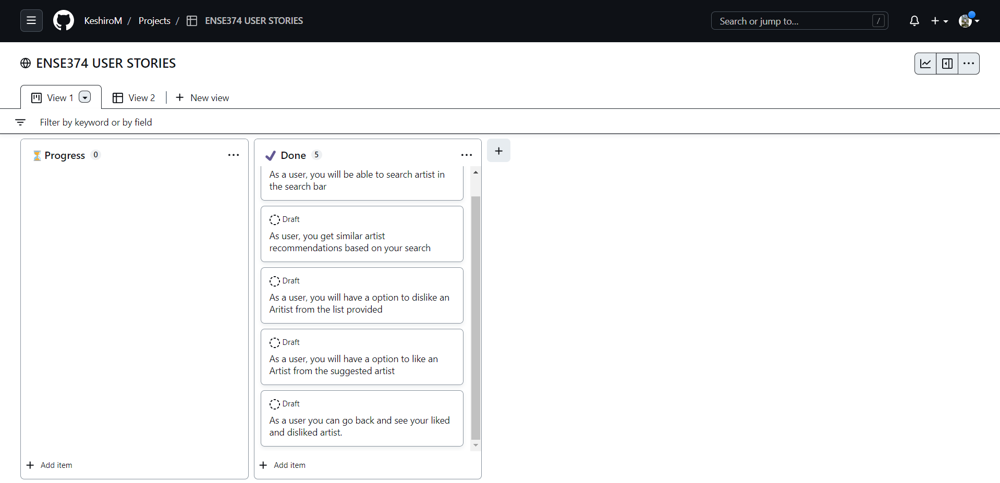 KeshiroM / Projects / ENSE374 USER STORIES
Search or jump to... /
ENSE374 USER STORIES
View 1
View 2
New view
Filter by keyword or by field
Progress 0
Done 5
As a user, you will be able to search artist in
the search bar
Draft
As user, you get similar artist
recommendations based on your search
Draft
As a user, you will have a option to dislike an
Aritist from the list provided
Draft
As a user, you will have a option to like an
Artist from the suggested artist
Draft
As a user you can go back and see your liked
and disliked artist.
Add item
Add item